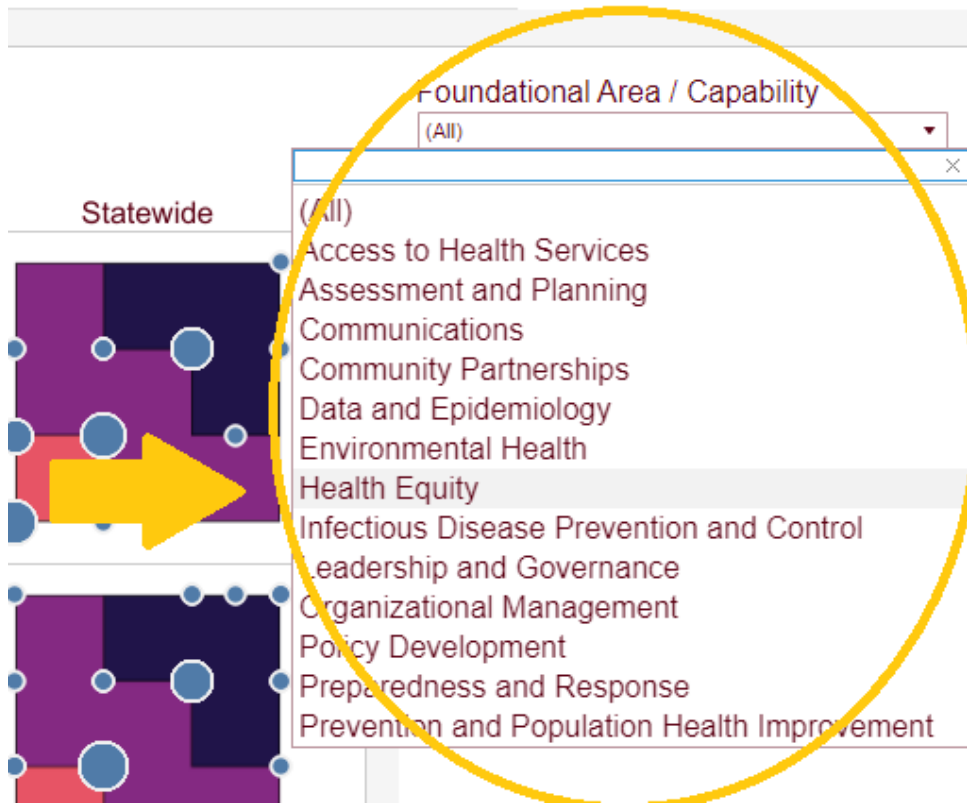 Foundational Area / Capability
(All)
Statewide
(All)
Access to Health Services
Assessment and Planning
Communications
Community Partnerships
Data and Epidemiology
Environmental Health
Health Equity
Infectious Disease Prevention and Control
Leadership and Governance
Organizational Management
Policy Development
Preparedness and Response
Prevention and Population Health Improvement